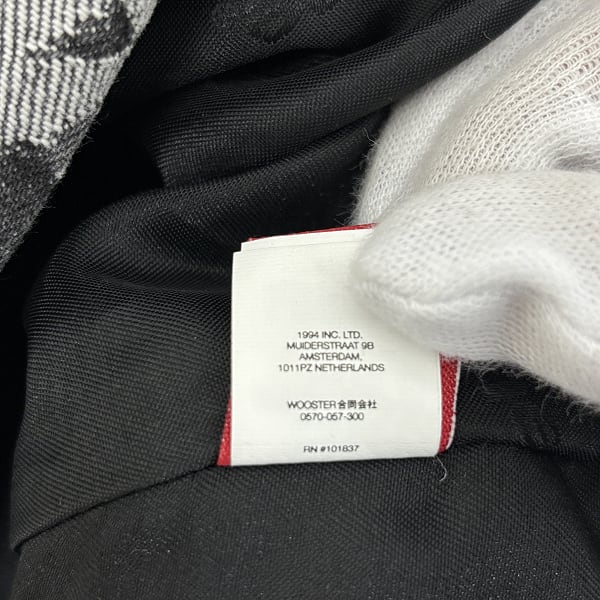 1994 INC. LTD.
MUIDERSTRAAT 9B
AMSTERDAM,
1011PZ NETHERLANDS
WOOSTER合同会社
0570-057-300
RN #101837